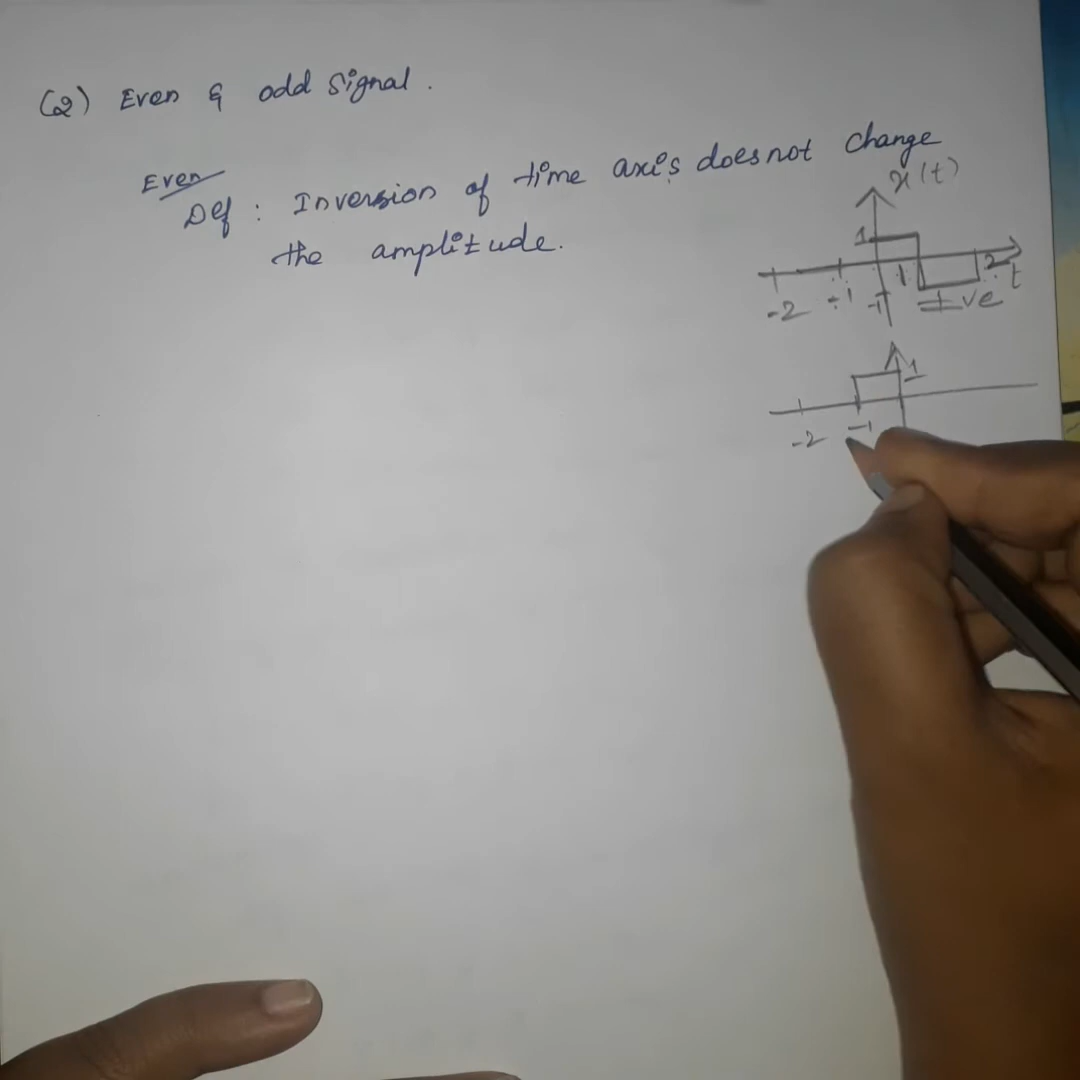 (2) Even & odd Signal.
Even
Def : Inversion of time axis does not change
the amplitude.
x(t)
1
-2 -1 -1 1 2 t
+ve
1
-2 -1